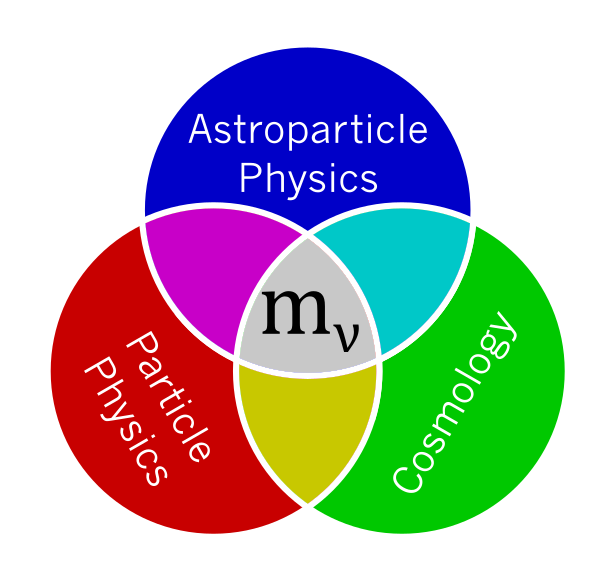 Astroparticle
Physics
m_ν
Particle
Physics
Cosmology